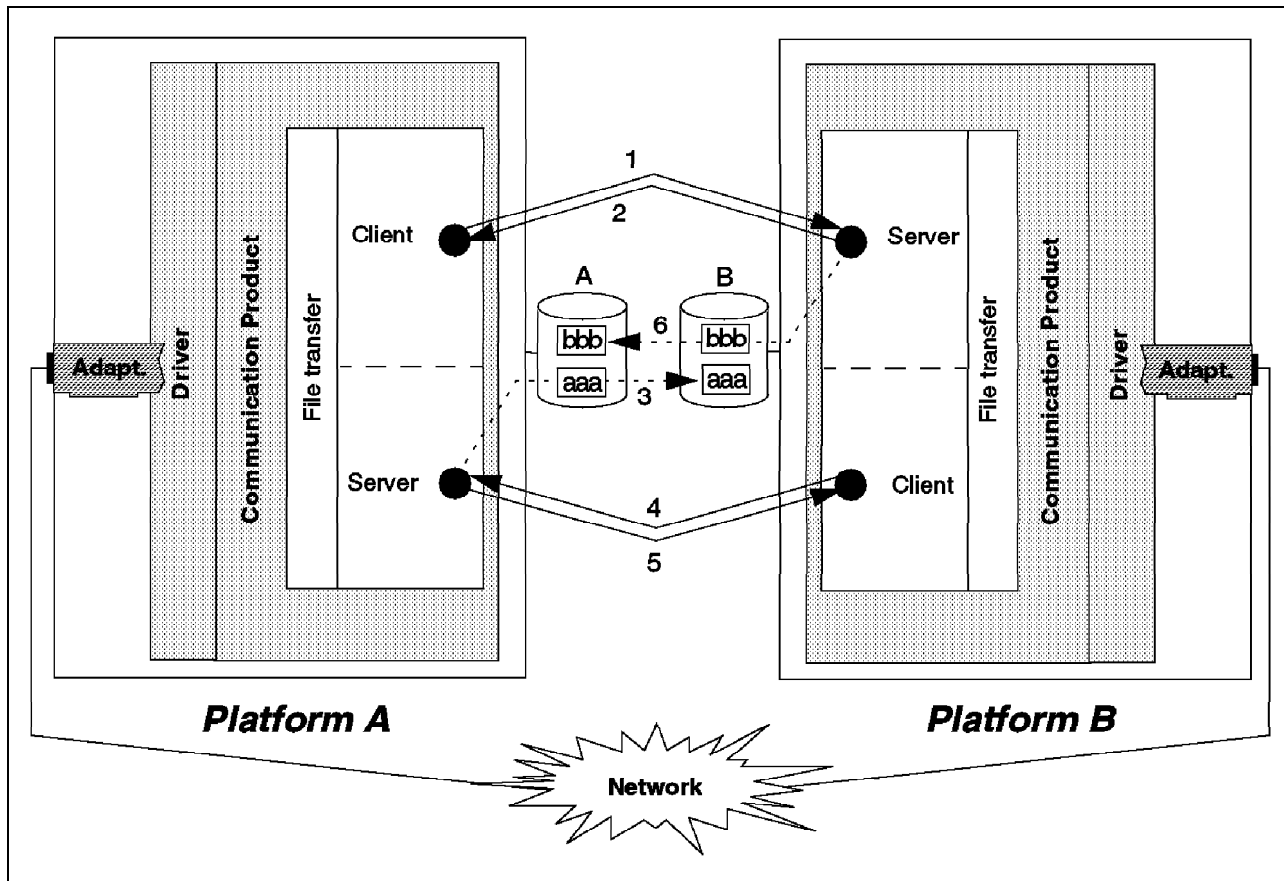 1
2
Client
Server
A
B
bbb
6
bbb
aaa
3
aaa
Adapt.
Driver
Communication Product
File transfer
File transfer
Communication Product
Driver
Adapt.
Server
Client
4
5
Platform A
Platform B
Network